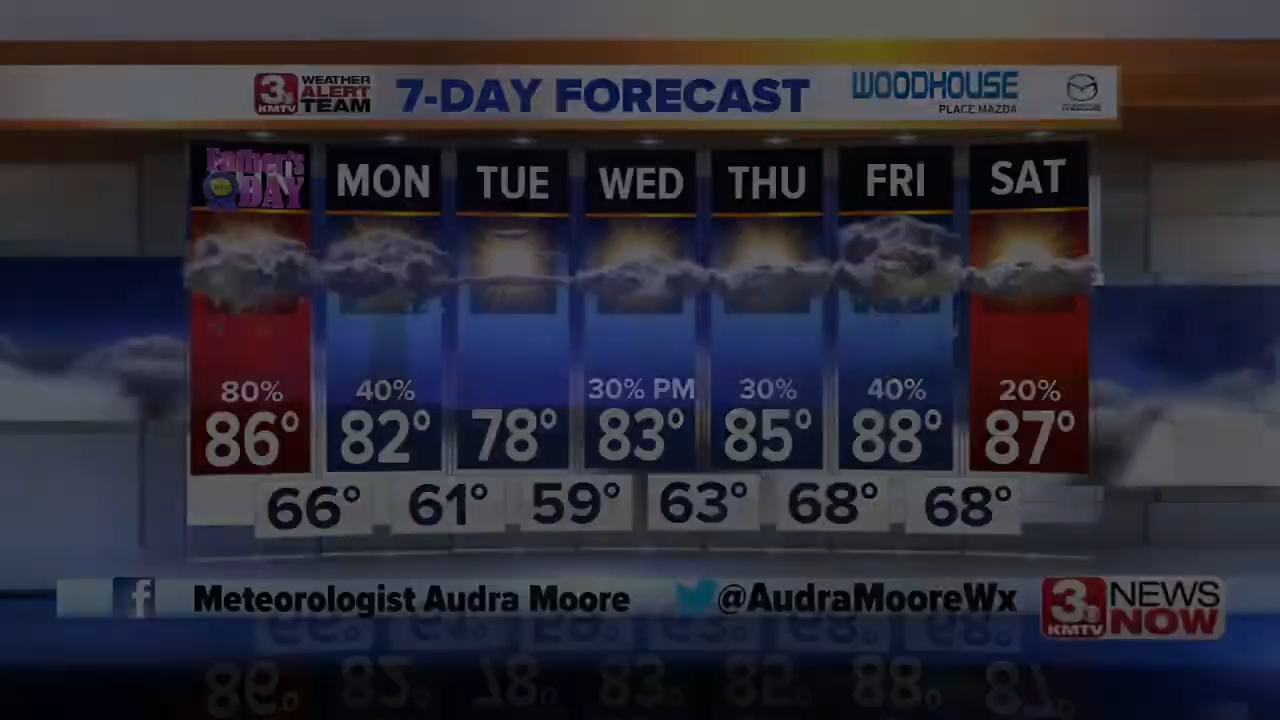 3 KMTV WEATHER ALERT TEAM 7-DAY FORECAST WOODHOUSE PLACE MAZDA
Father's DAY MON TUE WED THU FRI SAT
80% 40% 30% PM 30% 40% 20%
86° 82° 78° 83° 85° 88° 87°
66° 61° 59° 63° 68° 68°
f Meteorologist Audra Moore @AudraMooreWx 3 KMTV NEWS NOW